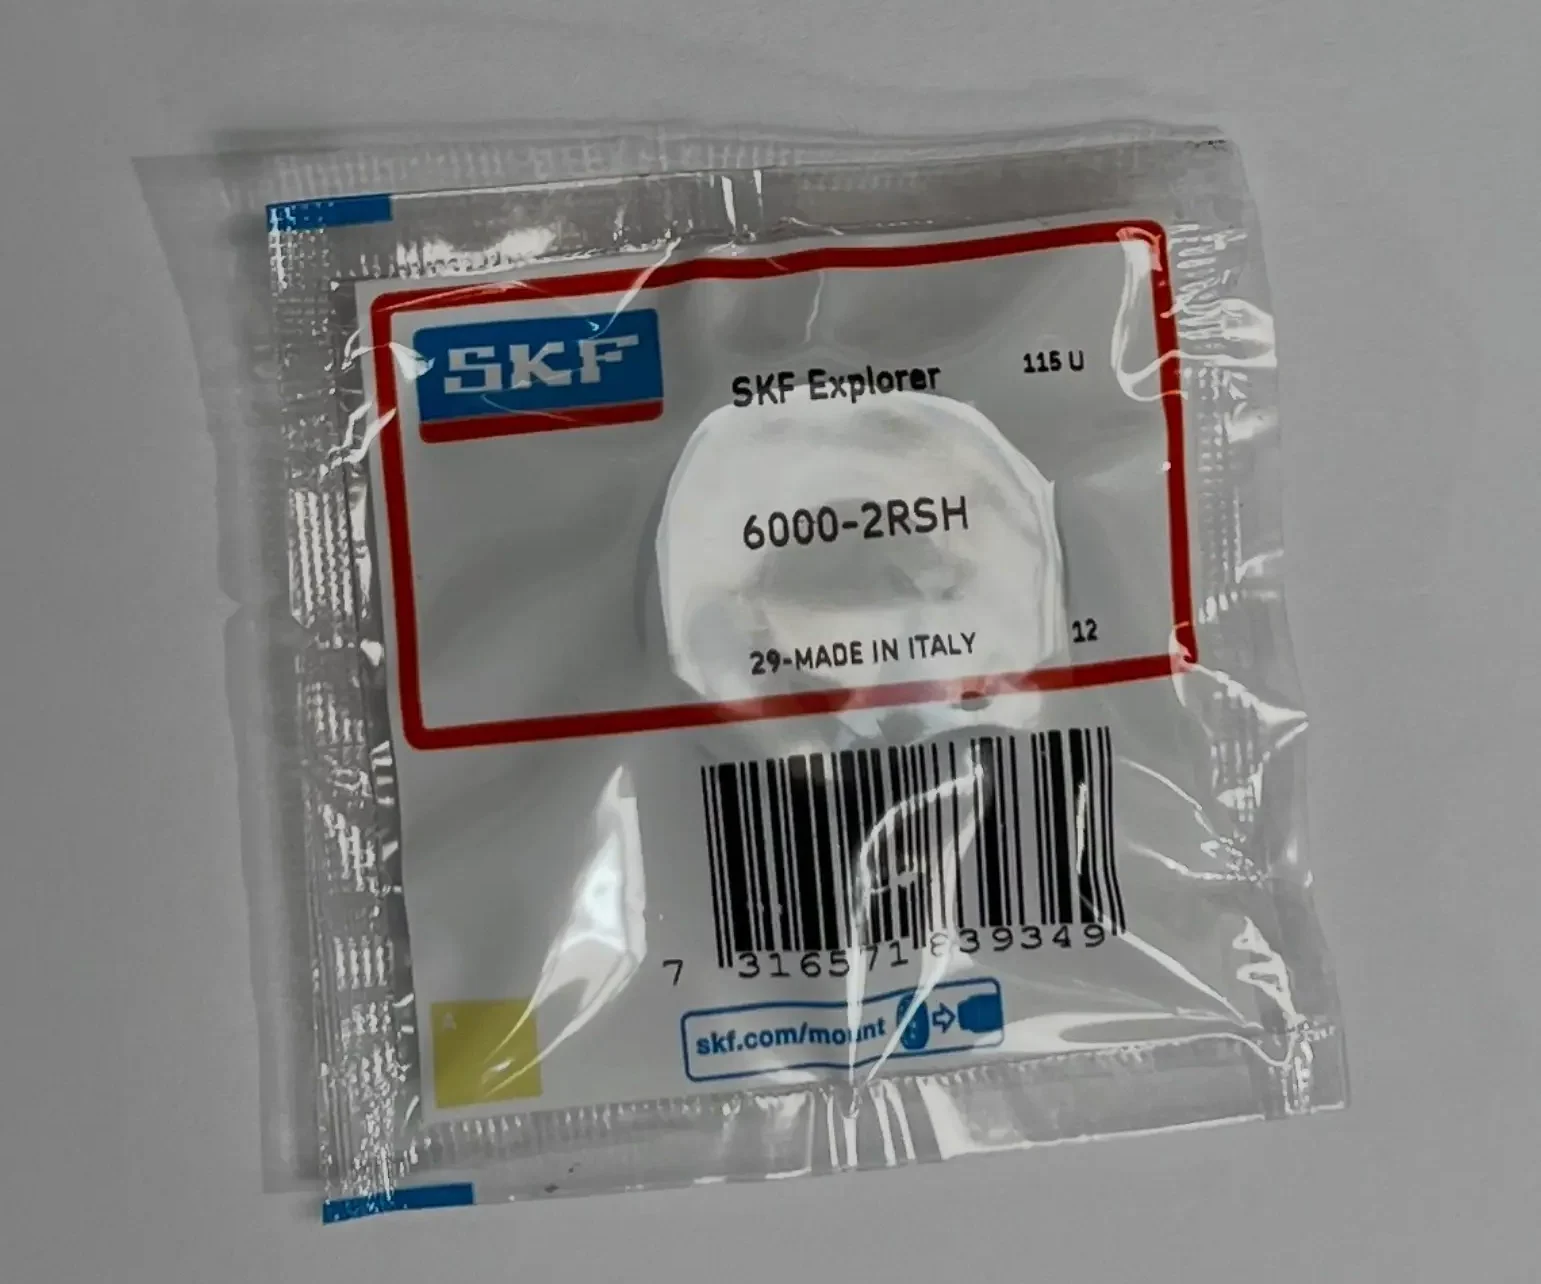 SKF
SKF Explorer
115 U
6000-2RSH
29-MADE IN ITALY
12
7 316571 839349
skf.com/mount
A